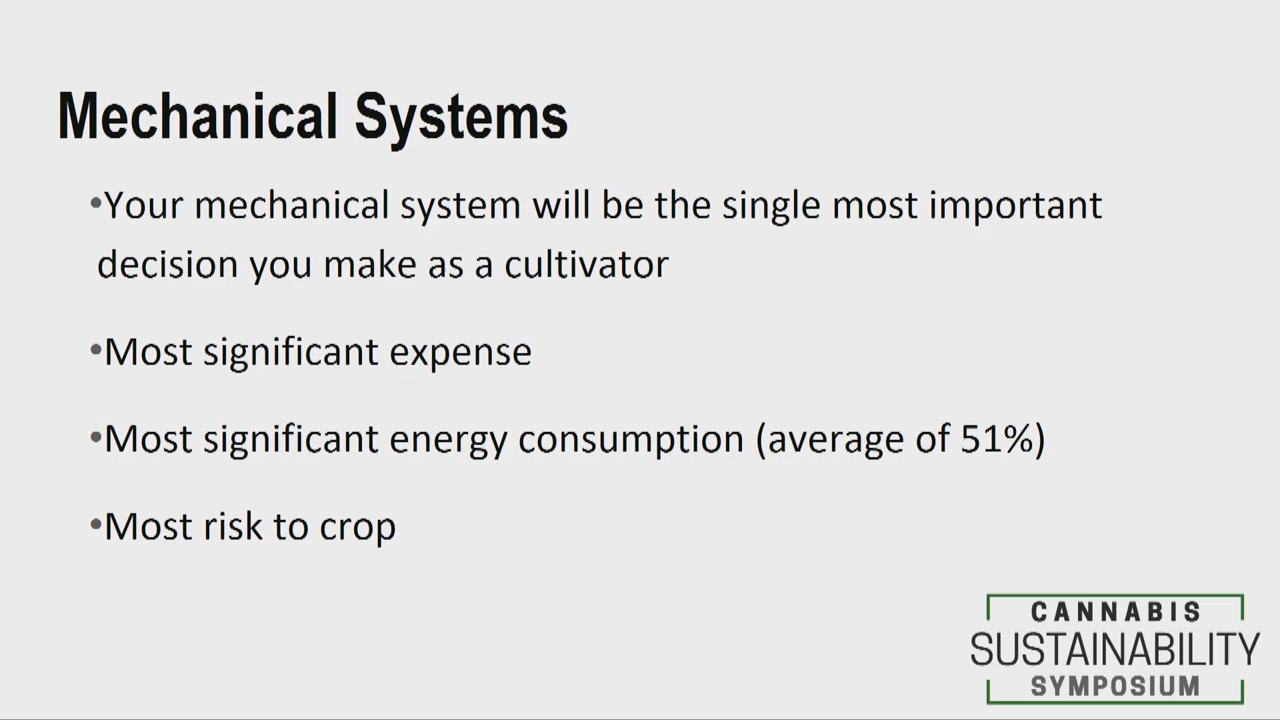 Mechanical Systems
•Your mechanical system will be the single most important
decision you make as a cultivator
•Most significant expense
•Most significant energy consumption (average of 51%)
•Most risk to crop
CANNABIS
SUSTAINABILITY
SYMPOSIUM